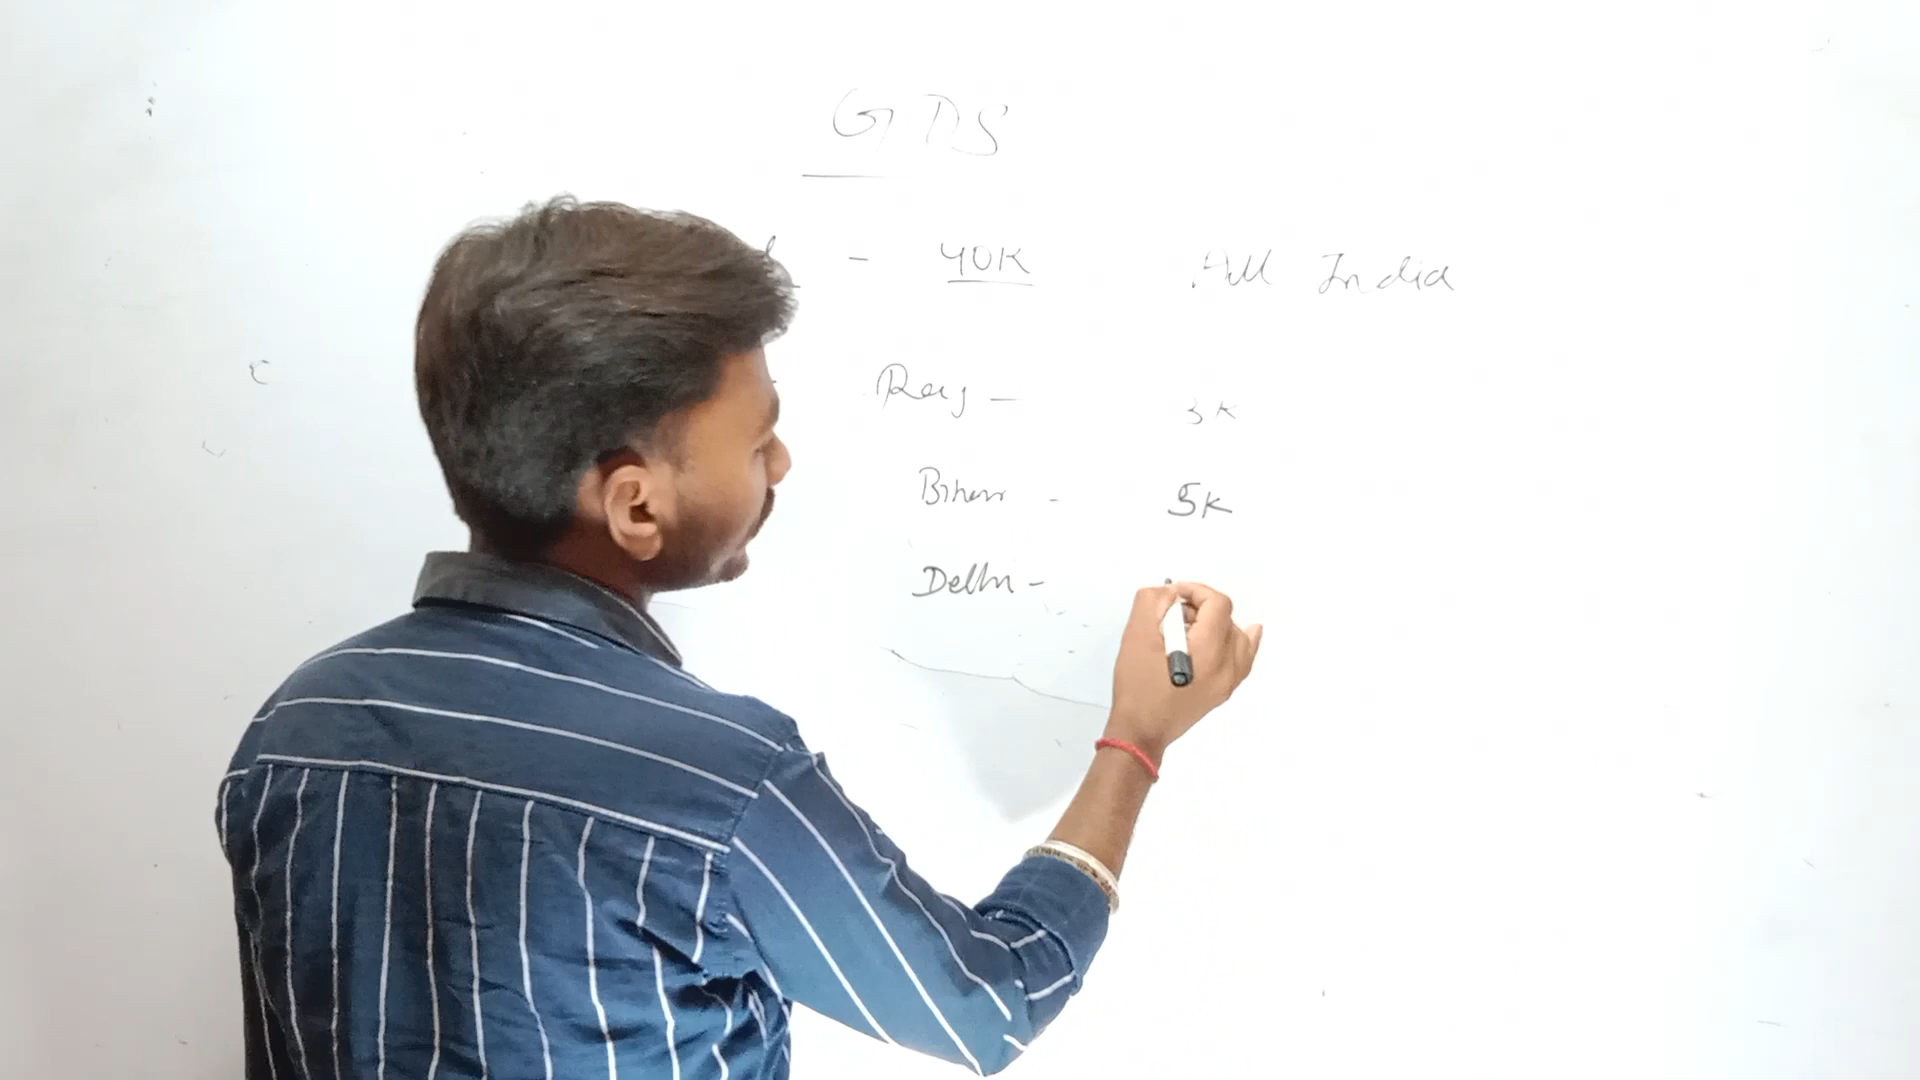 GDS
- 40K All India
Raj - 3K
Bihar - 5K
Delhi -